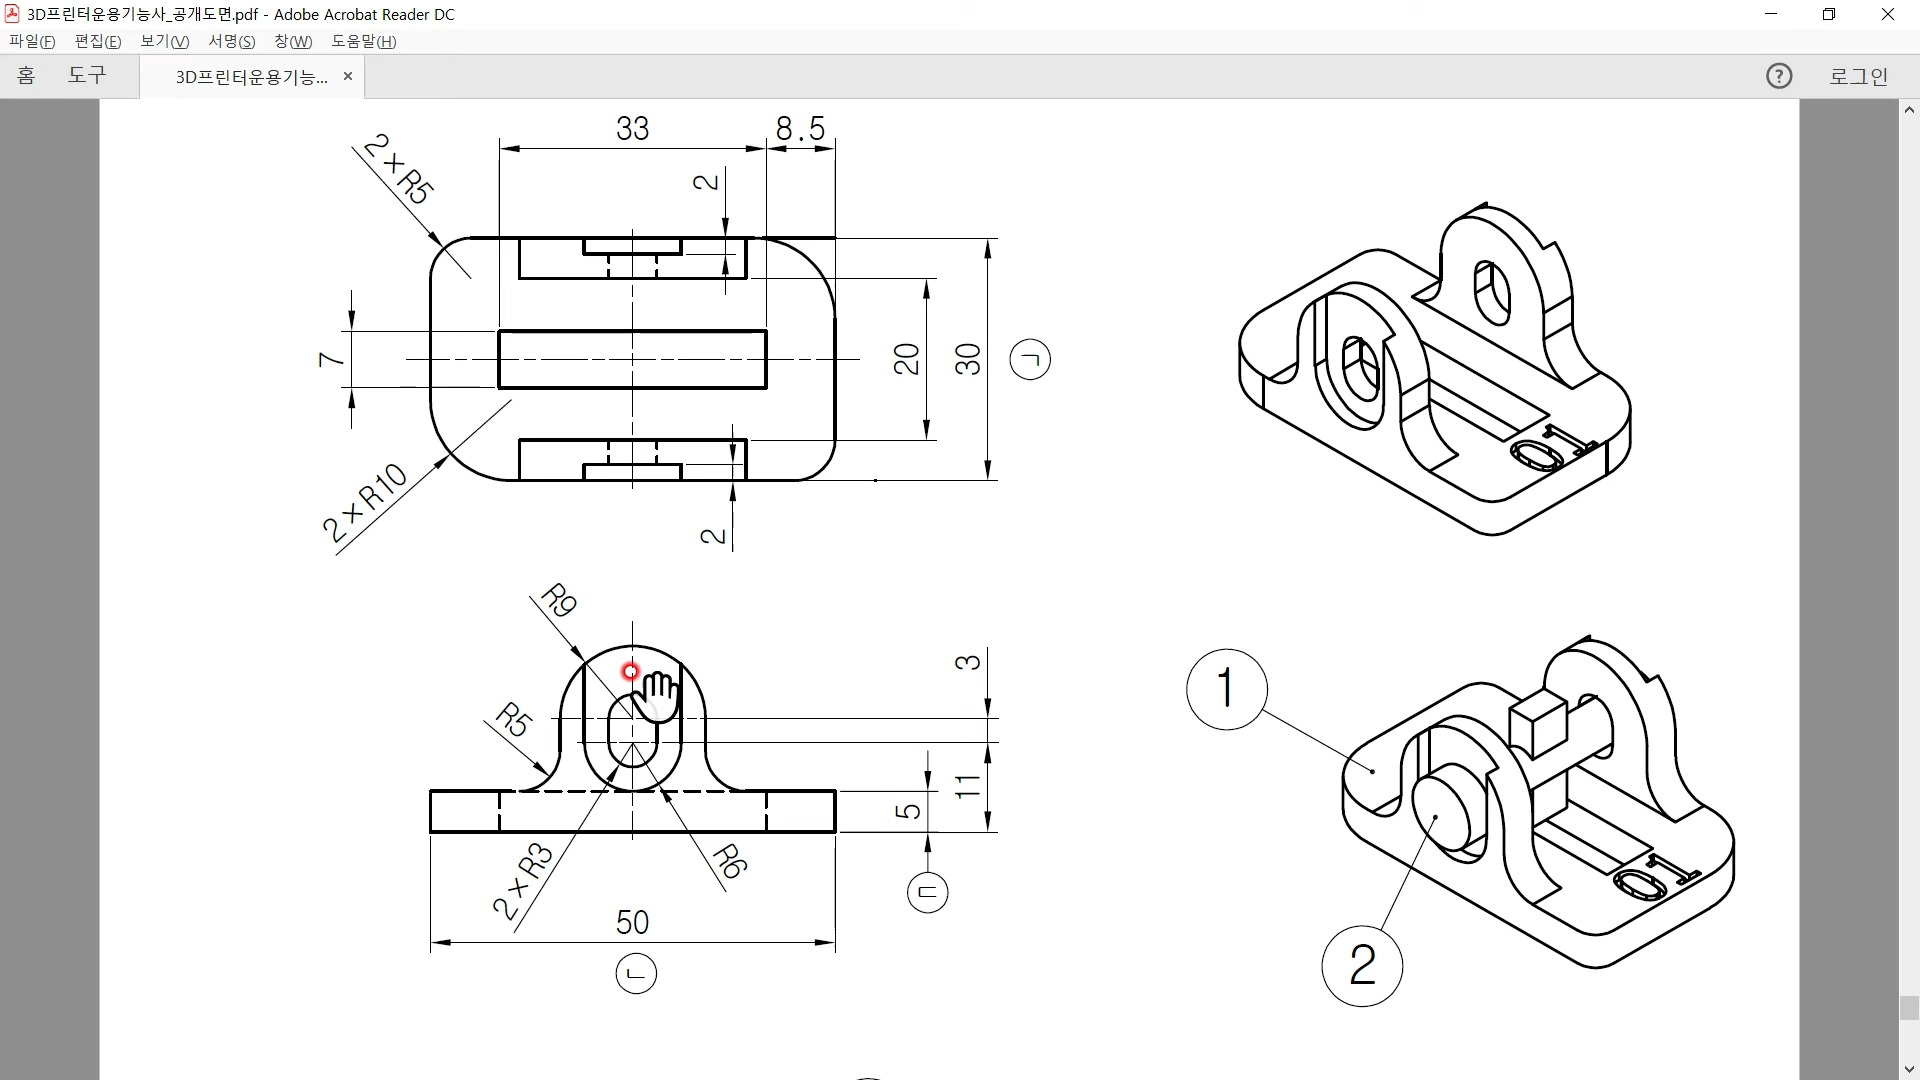 3D프린터운용기능사_공개도면.pdf - Adobe Acrobat Reader DC
파일(F) 편집(E) 보기(V) 서명(S) 창(W) 도움말(H)
홈 도구 3D프린터운용기능... × ? 로그인
33 8.5
2×R5
2
7
20
30
ㄱ
2×R10
2
R9
3
R5
11
5
2×R3
R6
ㄷ
50
ㄴ
1
2